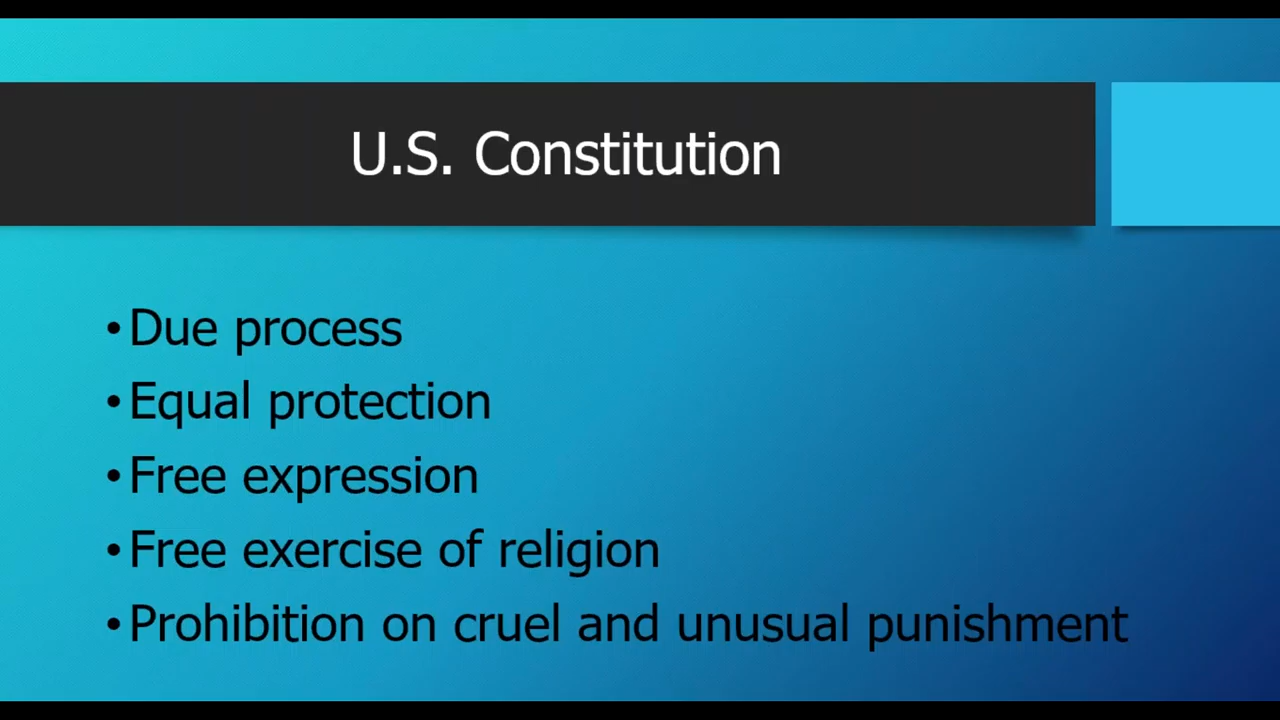 U.S. Constitution
•Due process
•Equal protection
•Free expression
•Free exercise of religion
•Prohibition on cruel and unusual punishment